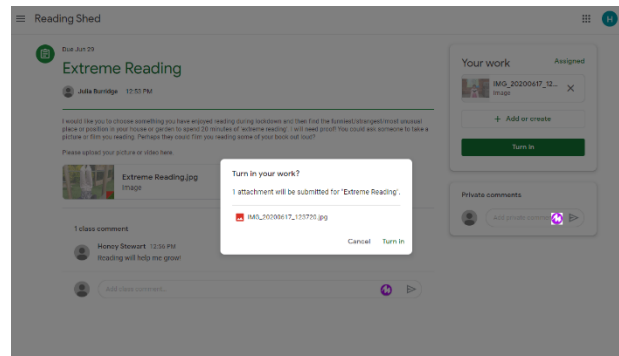 Reading Shed
H
Due Jun 29
Extreme Reading
Julia Burridge 12:53 PM
I would like you to choose something you have enjoyed reading during lockdown and then find the funniest/strangest/most unusual
place or position in your house or garden to spend 20 minutes of 'extreme reading'. I will need proof! You could ask someone to take a
picture or film you reading. Perhaps they could film you reading some of your book out loud?
Please upload your picture or video here.
Extreme Reading.jpg
Image
1 class comment
Honey Stewart 12:56 PM
Reading will help me grow!
Add class comment...
Turn in your work?
1 attachment will be submitted for "Extreme Reading".
IMG_20200617_123720.jpg
Cancel Turn in
Your work Assigned
IMG_20200617_12...
Image
+ Add or create
Turn in
Private comments
Add private comment